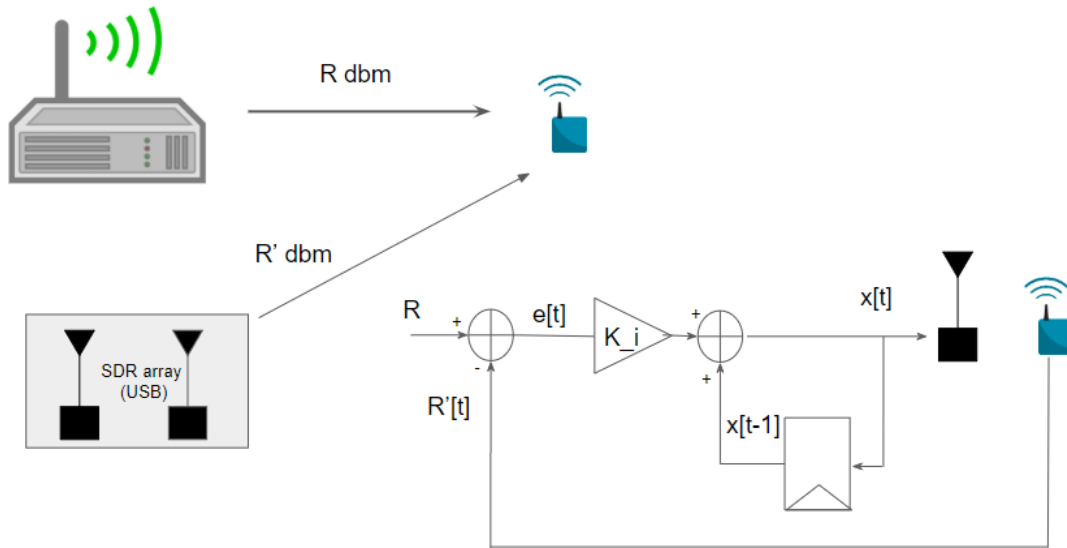 R dbm
R' dbm
SDR array
(USB)
R
+
-
e[t]
K_i
+
+
x[t]
R'[t]
x[t-1]